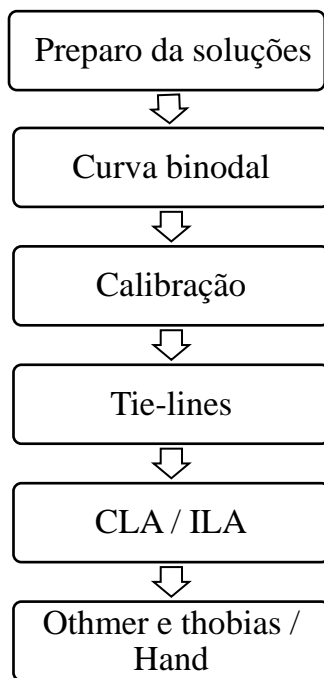 Preparo da soluções
Curva binodal
Calibração
Tie-lines
CLA / ILA
Othmer e thobias /
Hand